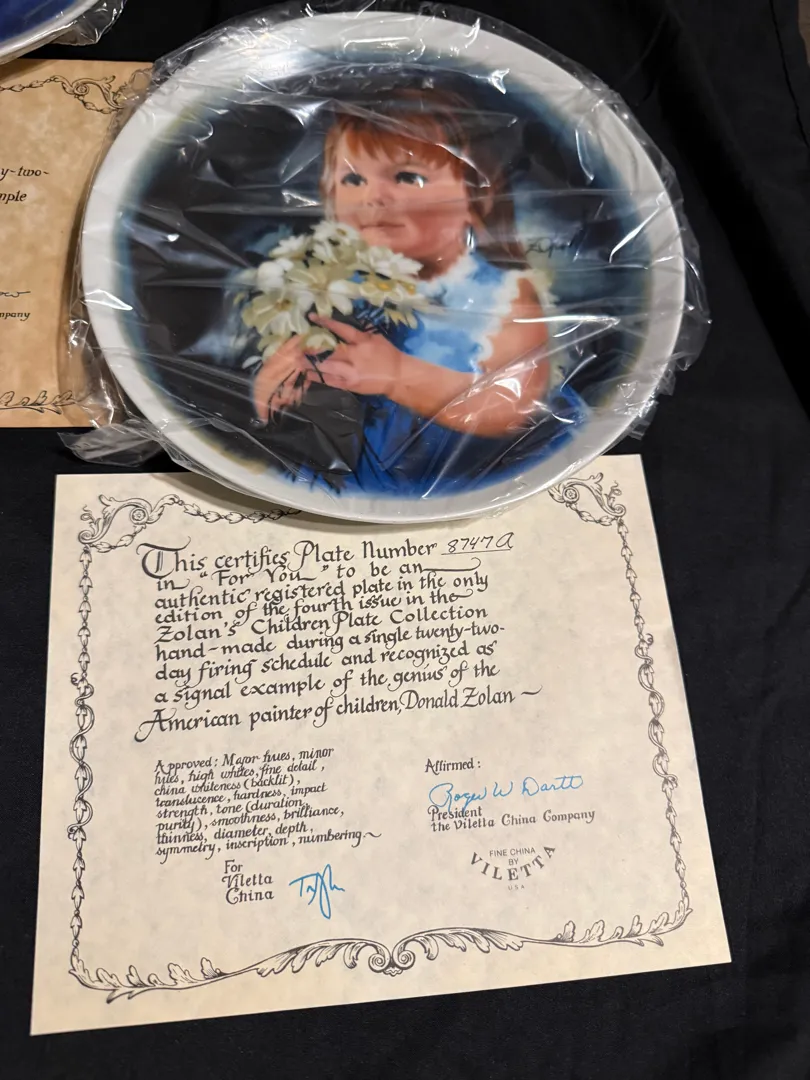 y-two-
mple
ompany
Zolan
This certifies Plate Number 8747A
in "For You" to be an
authentic registered plate in the only
edition of the fourth issue in the
Zolan's Children Plate Collection
hand-made during a single twenty-two-
day firing schedule and recognized as
a signal example of the genius of the
American painter of children, Donald Zolan ~
Approved: Major hues, minor
hues, high whites, fine detail,
china whiteness (backlit),
translucence, hardness, impact
strength, tone (duration,
purity), smoothness, brilliance,
thinness, diameter, depth,
symmetry, inscription, numbering.~
For
Viletta
China
Affirmed:
Roger W Dartt
President
the Viletta China Company
FINE CHINA
BY
VILETTA
USA